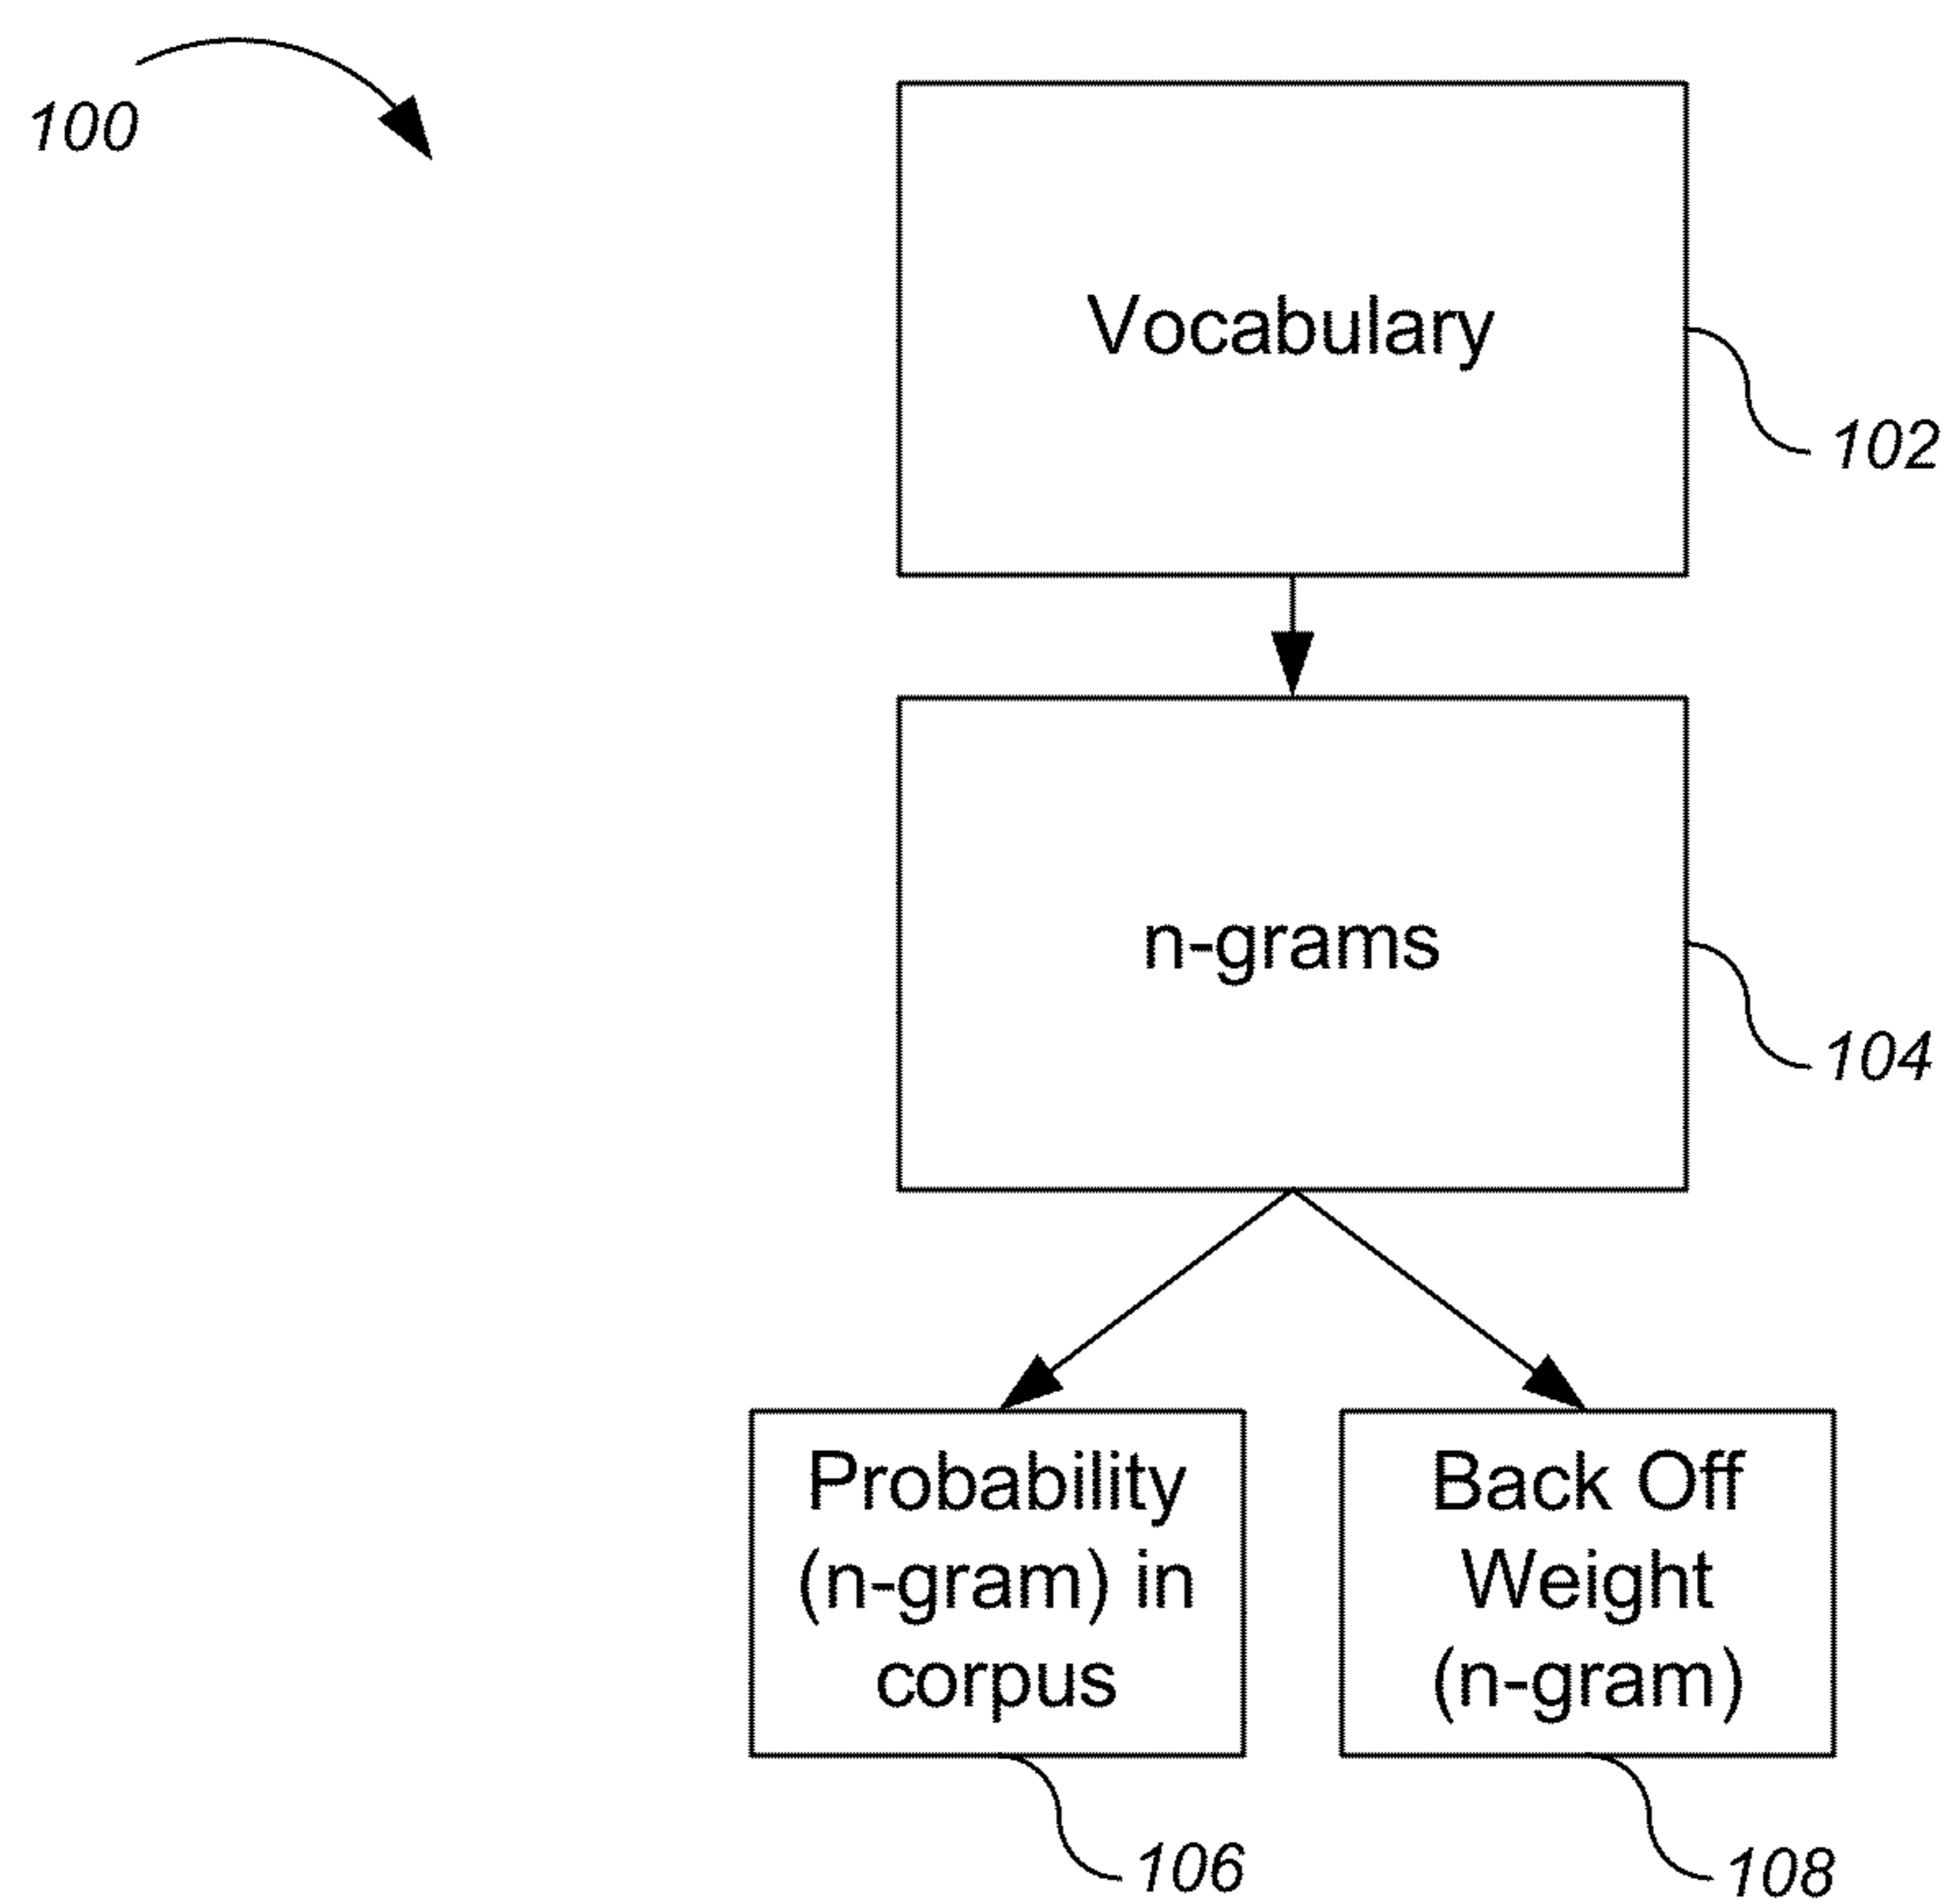 100
Vocabulary
102
n-grams
104
Probability
(n-gram) in
corpus
Back Off
Weight
(n-gram)
106
108